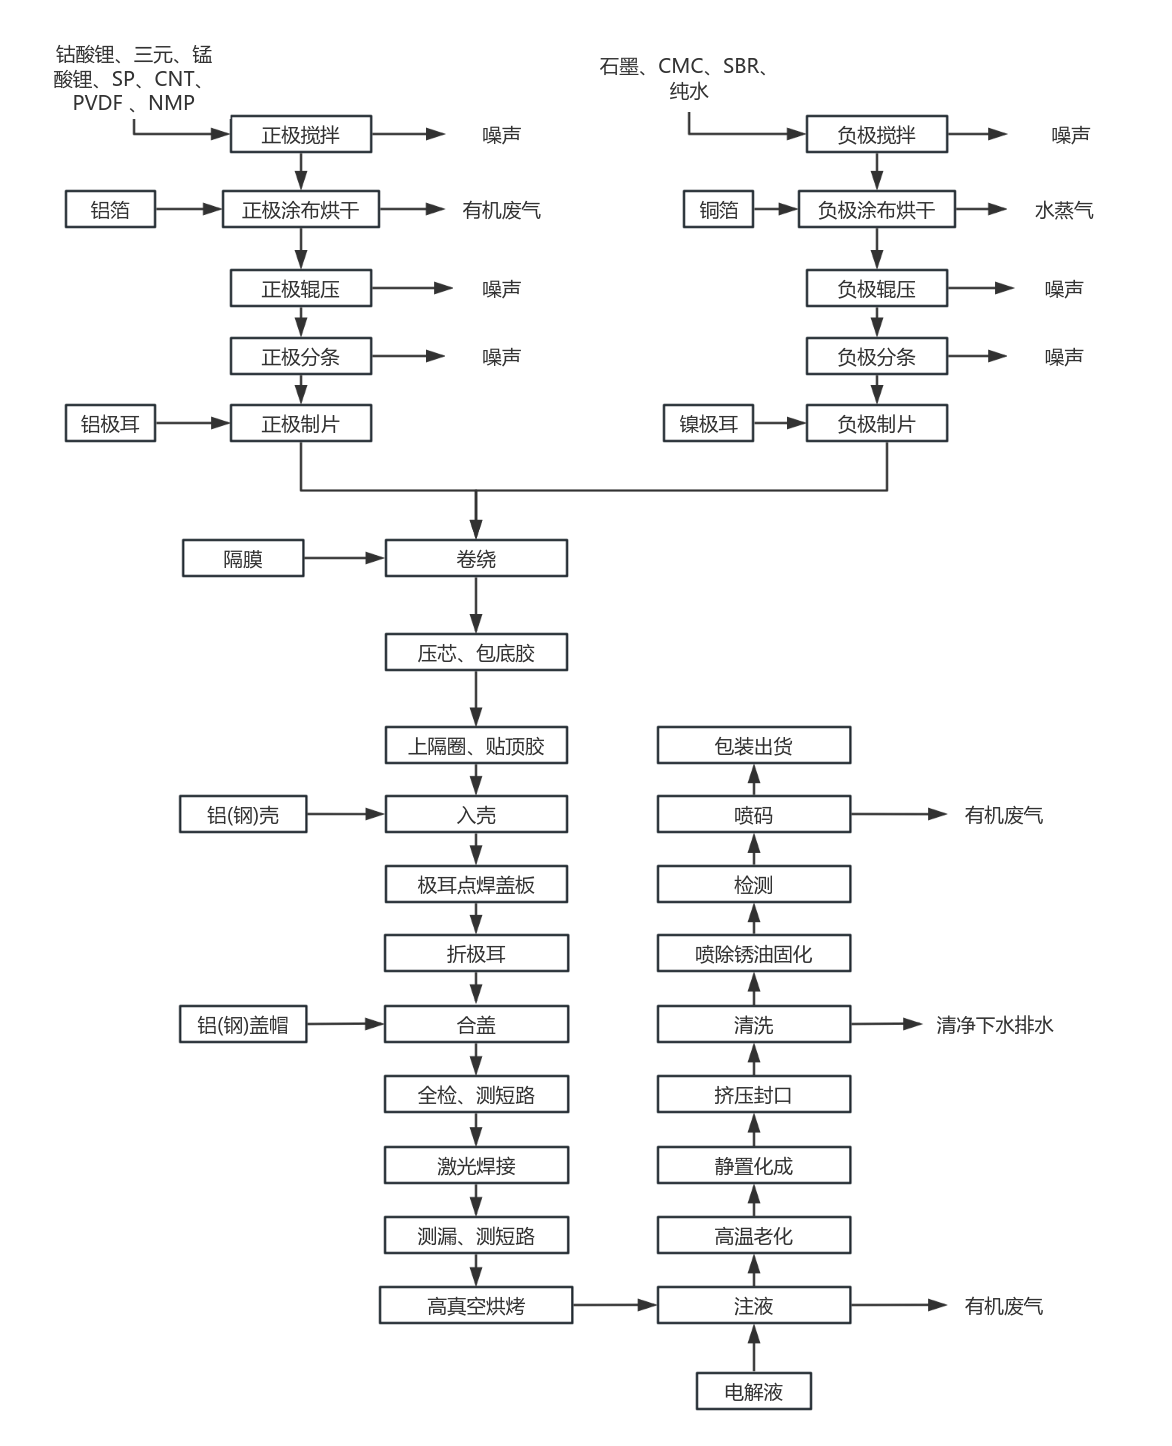 钴酸锂、三元、锰
酸锂、SP、CNT、
PVDF 、NMP
石墨、CMC、SBR、
纯水
正极搅拌
噪声
负极搅拌
噪声
铝箔
正极涂布烘干
有机废气
铜箔
负极涂布烘干
水蒸气
正极辊压
噪声
负极辊压
噪声
正极分条
噪声
负极分条
噪声
铝极耳
正极制片
镍极耳
负极制片
隔膜
卷绕
压芯、包底胶
上隔圈、贴顶胶
包装出货
铝(钢)壳
入壳
喷码
有机废气
极耳点焊盖板
检测
折极耳
喷除锈油固化
铝(钢)盖帽
合盖
清洗
清净下水排水
全检、测短路
挤压封口
激光焊接
静置化成
测漏、测短路
高温老化
高真空烘烤
注液
有机废气
电解液